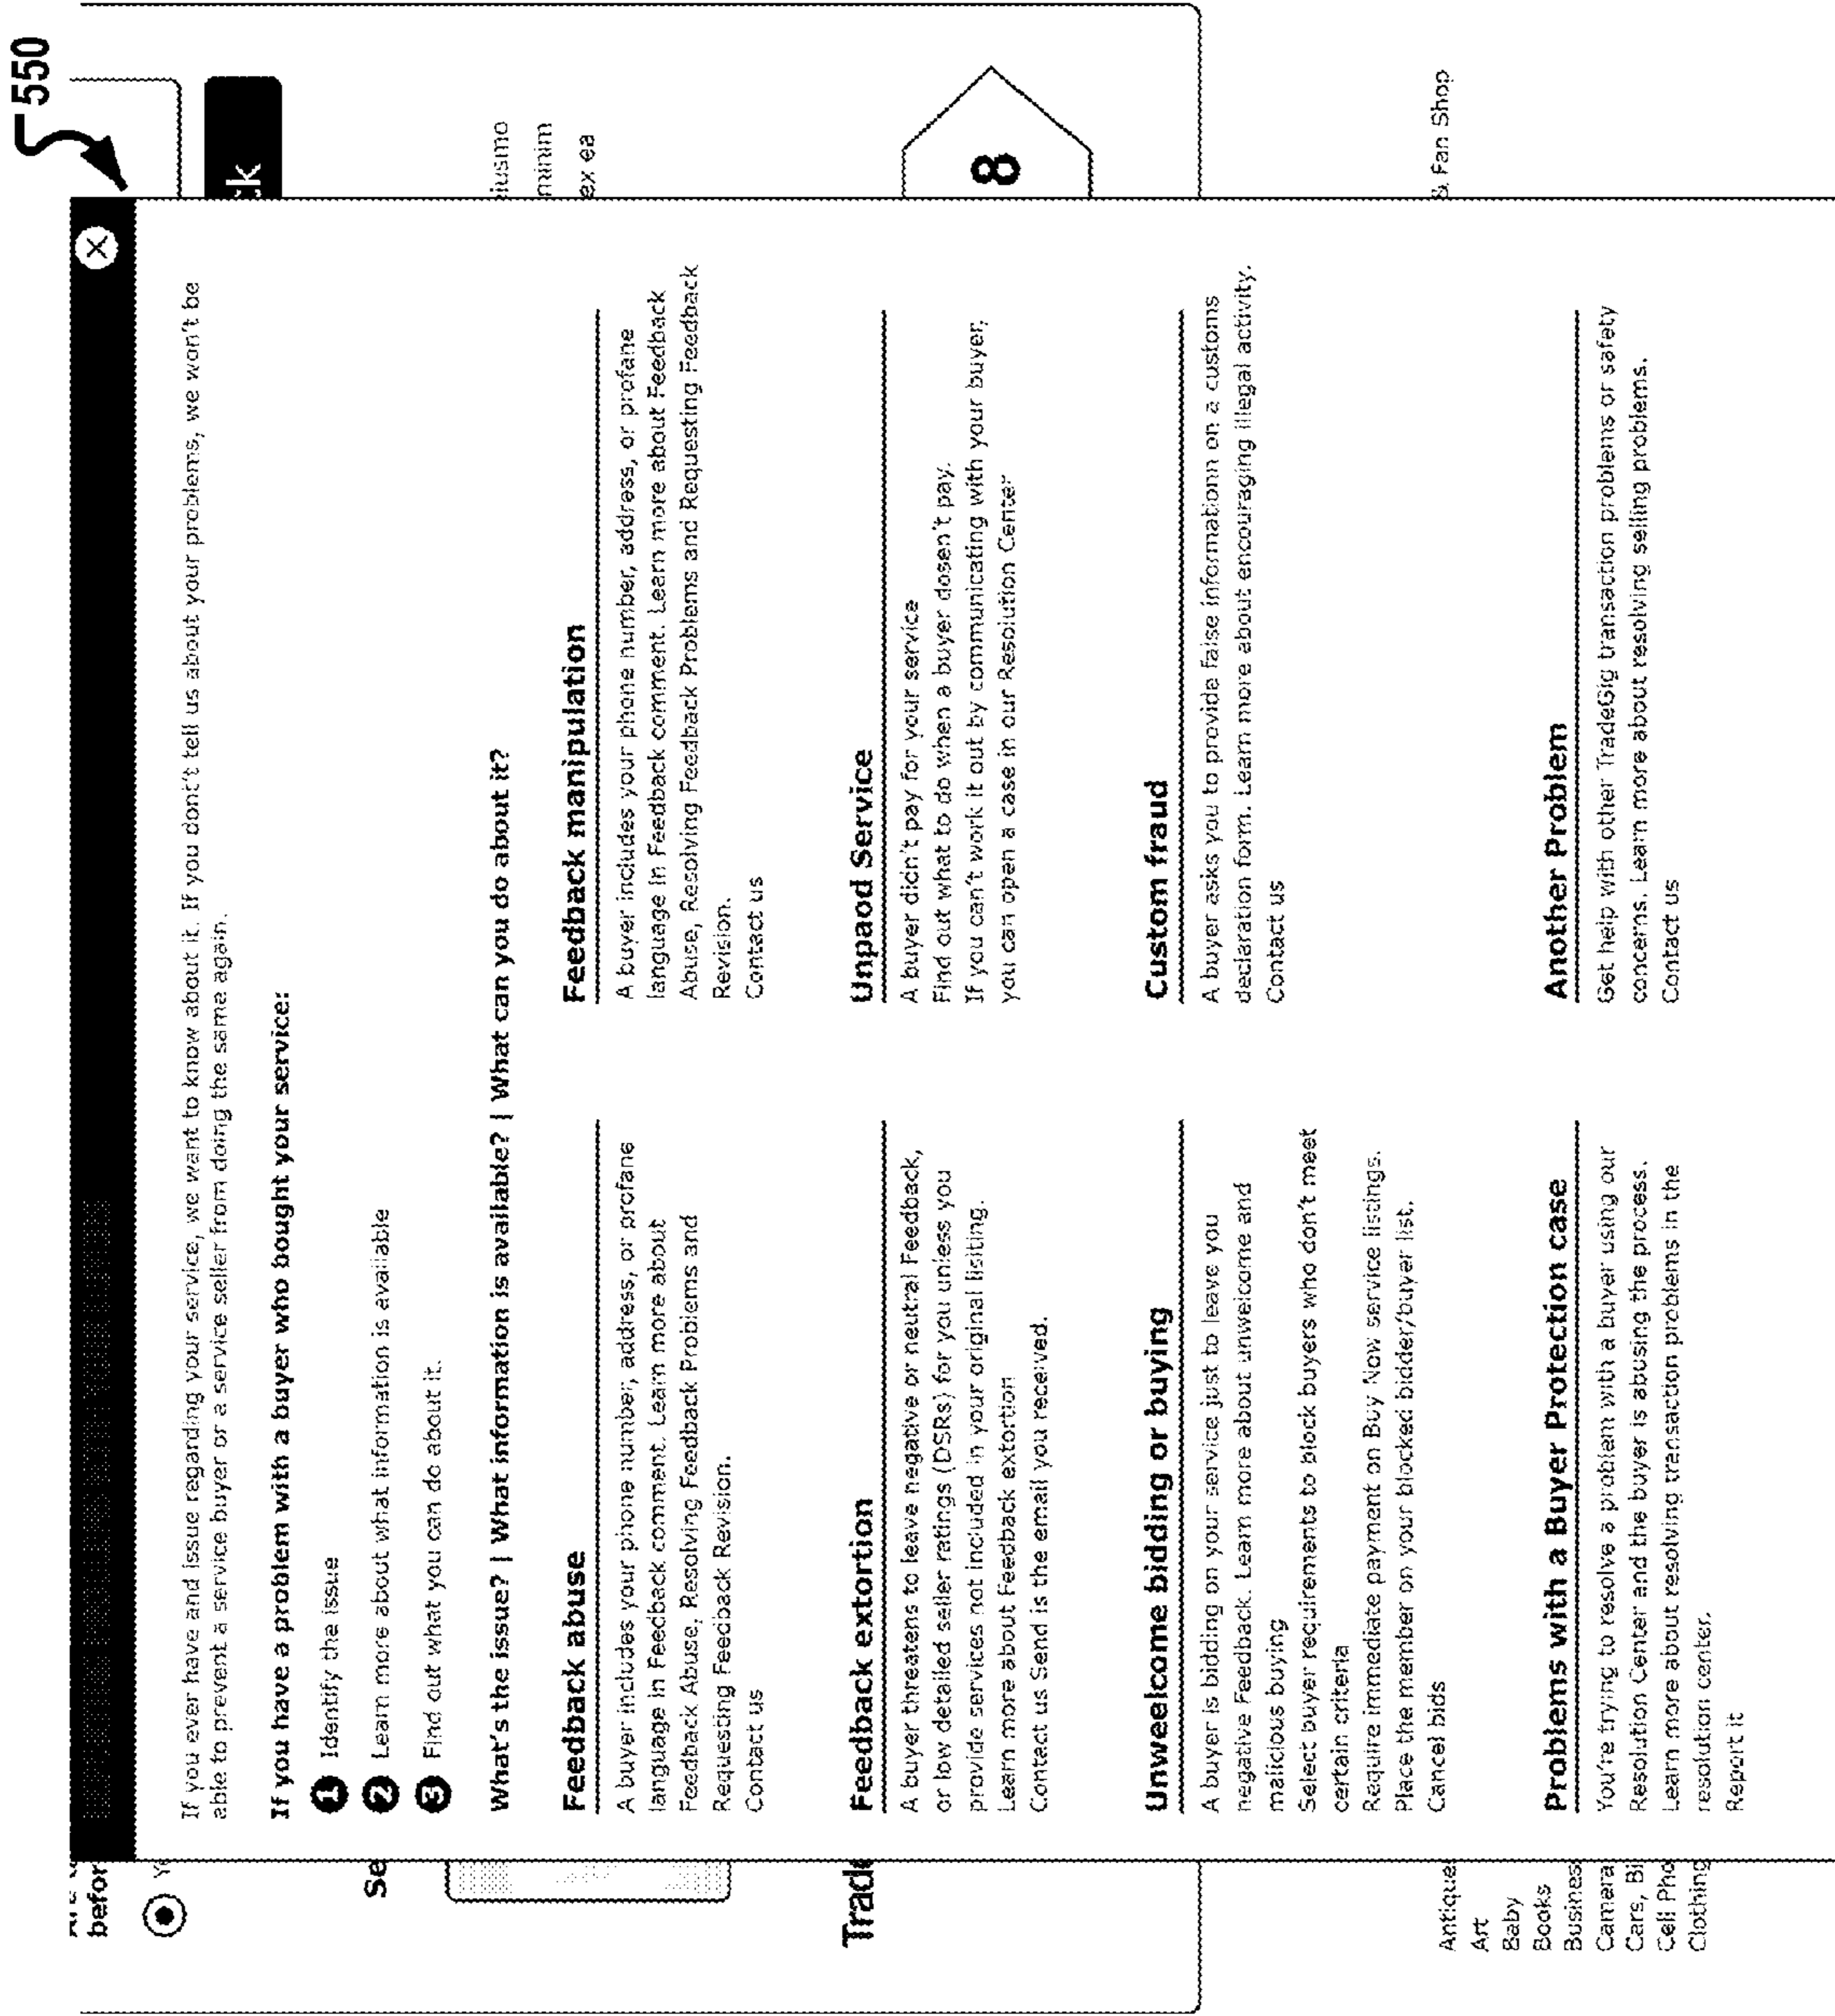 550
befor
If you ever have and issue regarding your service, we want to know about it. If you don't tell us about your problems, we won't be
able to prevent a service buyer or a service seller from doing the same again.
If you have a problem with a buyer who bought your service:
1 Identify the issue
2 Learn more about what information is available
3 Find out what you can do about it.
What's the issue? | What information is available? | What can you do about it?
Feedback abuse
A buyer includes your phone number, address, or profane
language in Feedback comment. Learn more about
Feedback Abuse, Resolving Feedback Problems and
Requesting Feedback Revision.
Contact us
Feedback manipulation
A buyer includes your phone number, address, or profane
language in Feedback comment. Learn more about Feedback
Abuse, Resolving Feedback Problems and Requesting Feedback
Revision.
Contact us
Feedback extortion
A buyer threatens to leave negative or neutral Feedback,
or low detailed seller ratings (DSRs) for you unless you
provide services not included in your original lisiting.
Learn more about Feedback extortion
Contact us Send is the email you received.
Unpaod Service
A buyer didn't pay for your service
Find out what to do when a buyer dosen't pay.
If you can't work it out by communicating with your buyer,
you can open a case in our Resolution Center
Unweelcome bidding or buying
A buyer is bidding on your service just to leave you
negative Feedback. Learn more about unwelcome and
malicious buying
Select buyer requirements to block buyers who don't meet
certain criteria
Require immediate payment on Buy Now service listings.
Place the member on your blocked bidder/buyer list.
Cancel bids
Custom fraud
A buyer asks you to provide false informationn on a customs
declaration form. Learn more about encouraging illegal activity.
Contact us
Problems with a Buyer Protection case
You're trying to resolve a problem with a buyer using our
Resolution Center and the buyer is abusing the process.
Learn more about resolving transaction problems in the
resolution center.
Report it
Another Problem
Get help with other TradeGig transaction problems or safety
concerns. Learn more about resolving selling problems.
Contact us
Se
Trade
Antique
Art
Baby
Books
Business
Camera
Cars, Bi
Cell Pho
Clothing
ck
iusmo
minim
ex ea
8
& Fan Shop